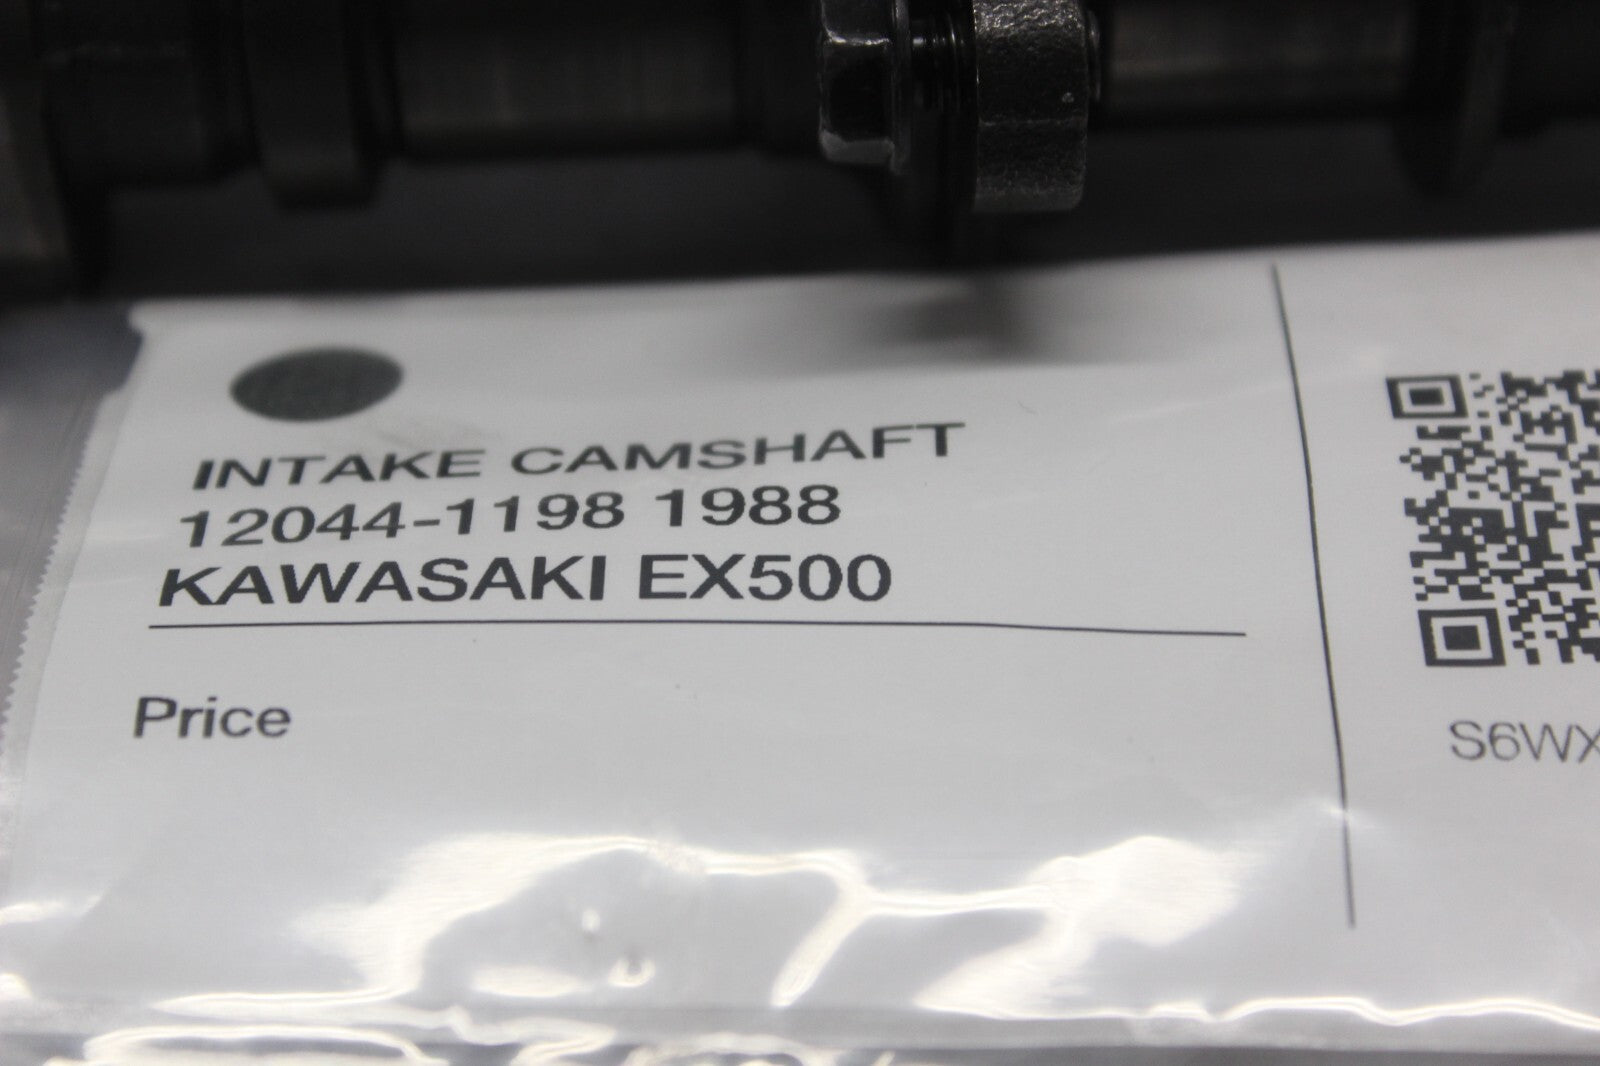 INTAKE CAMSHAFT
12044-1198 1988
KAWASAKI EX500
Price
S6WX